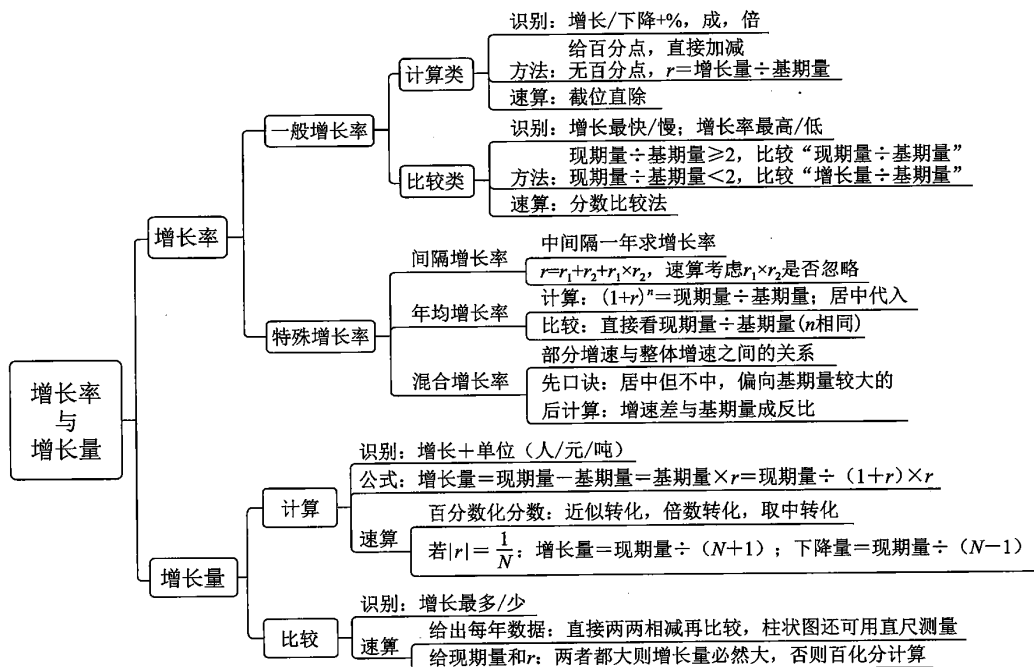 识别：增长/下降+%，成，倍
给百分点，直接加减
计算类
方法：无百分点，r＝增长量÷基期量
速算：截位直除
一般增长率
识别：增长最快/慢；增长率最高/低
现期量÷基期量≥2，比较“现期量÷基期量”
比较类
方法：现期量÷基期量<2，比较“增长量÷基期量”
速算：分数比较法
增长率
中间隔一年求增长率
间隔增长率
r=r₁+r₂+r₁×r₂，速算考虑r₁×r₂是否忽略
计算：(1+r)ⁿ＝现期量÷基期量；居中代入
年均增长率
比较：直接看现期量÷基期量(n相同)
特殊增长率
部分增速与整体增速之间的关系
混合增长率
先口诀：居中但不中，偏向基期量较大的
后计算：增速差与基期量成反比
增长率
与
增长量
识别：增长＋单位（人/元/吨）
公式：增长量＝现期量－基期量＝基期量×r＝现期量÷（1+r）×r
计算
百分数化分数：近似转化，倍数转化，取中转化
速算
若|r|＝1/N：增长量＝现期量÷（N+1）；下降量＝现期量÷（N－1）
增长量
识别：增长最多/少
比较
给出每年数据：直接两两相减再比较，柱状图还可用直尺测量
速算
给现期量和r：两者都大则增长量必然大，否则百化分计算